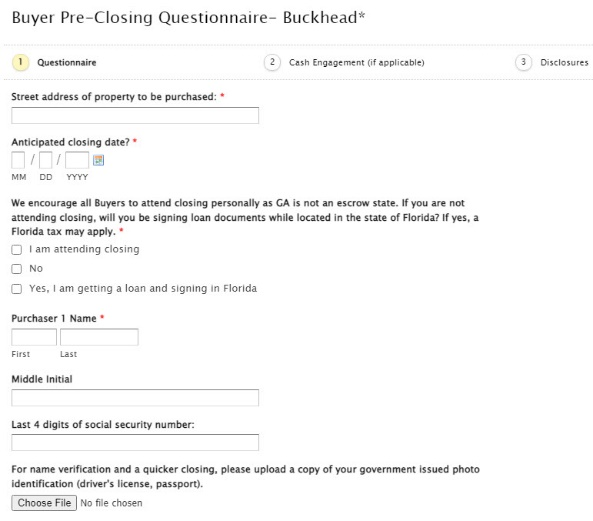 Buyer Pre-Closing Questionnaire- Buckhead*
1 Questionnaire 2 Cash Engagement (if applicable) 3 Disclosures
Street address of property to be purchased: *
Anticipated closing date? *
/ /
MM DD YYYY
We encourage all Buyers to attend closing personally as GA is not an escrow state. If you are not
attending closing, will you be signing loan documents while located in the state of Florida? If yes, a
Florida tax may apply. *
I am attending closing
No
Yes, I am getting a loan and signing in Florida
Purchaser 1 Name *
First Last
Middle Initial
Last 4 digits of social security number:
For name verification and a quicker closing, please upload a copy of your government issued photo
identification (driver's license, passport).
Choose File No file chosen